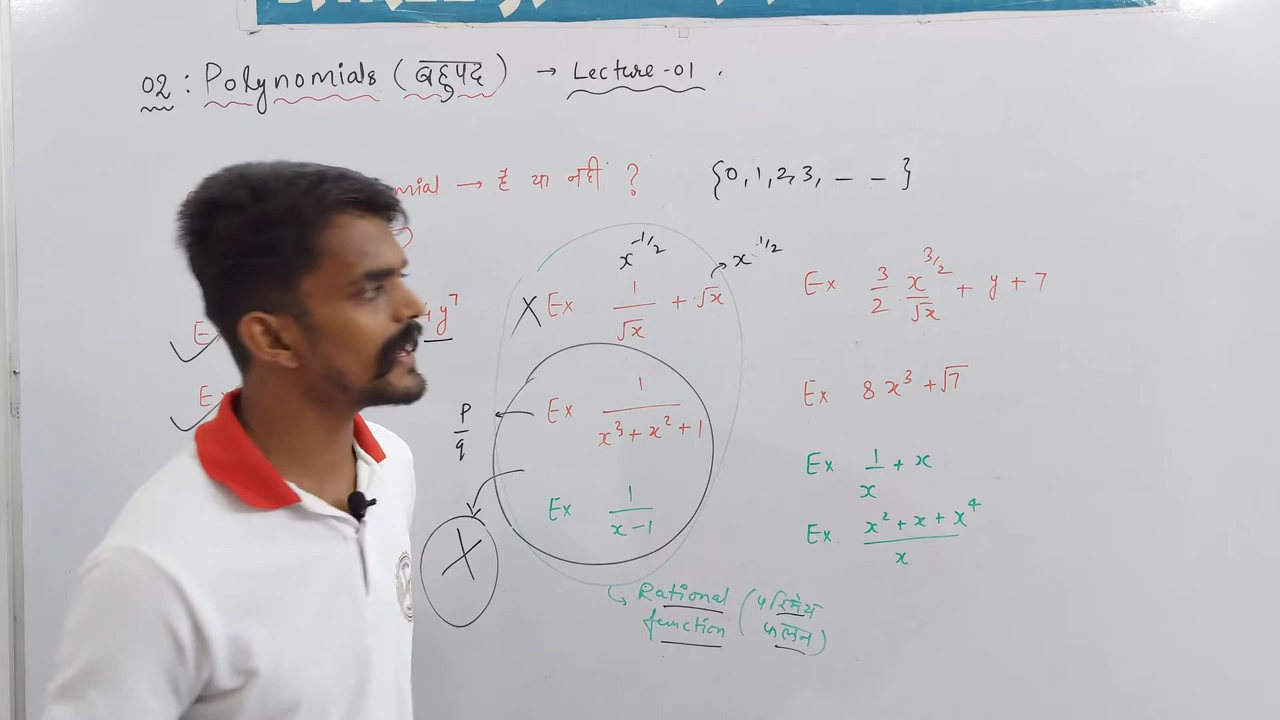 02 : Polynomials (बहुपद) → Lecture-01 .
mial → है या नहीं ? {0, 1, 2, 3, – – }
x^{-1/2}
x^{1/2}
X Ex 1/√x + √x →
Ex 3/2 x^{3/2}/√x + y + 7
+ y^7
Ex 1/(x^3 + x^2 + 1)
P/q
Ex 8x^3 + √7
Ex 1/(x-1)
X
Ex 1/x + x
Ex (x^2 + x + x^4)/x
Rational function (परिमेय फलन)